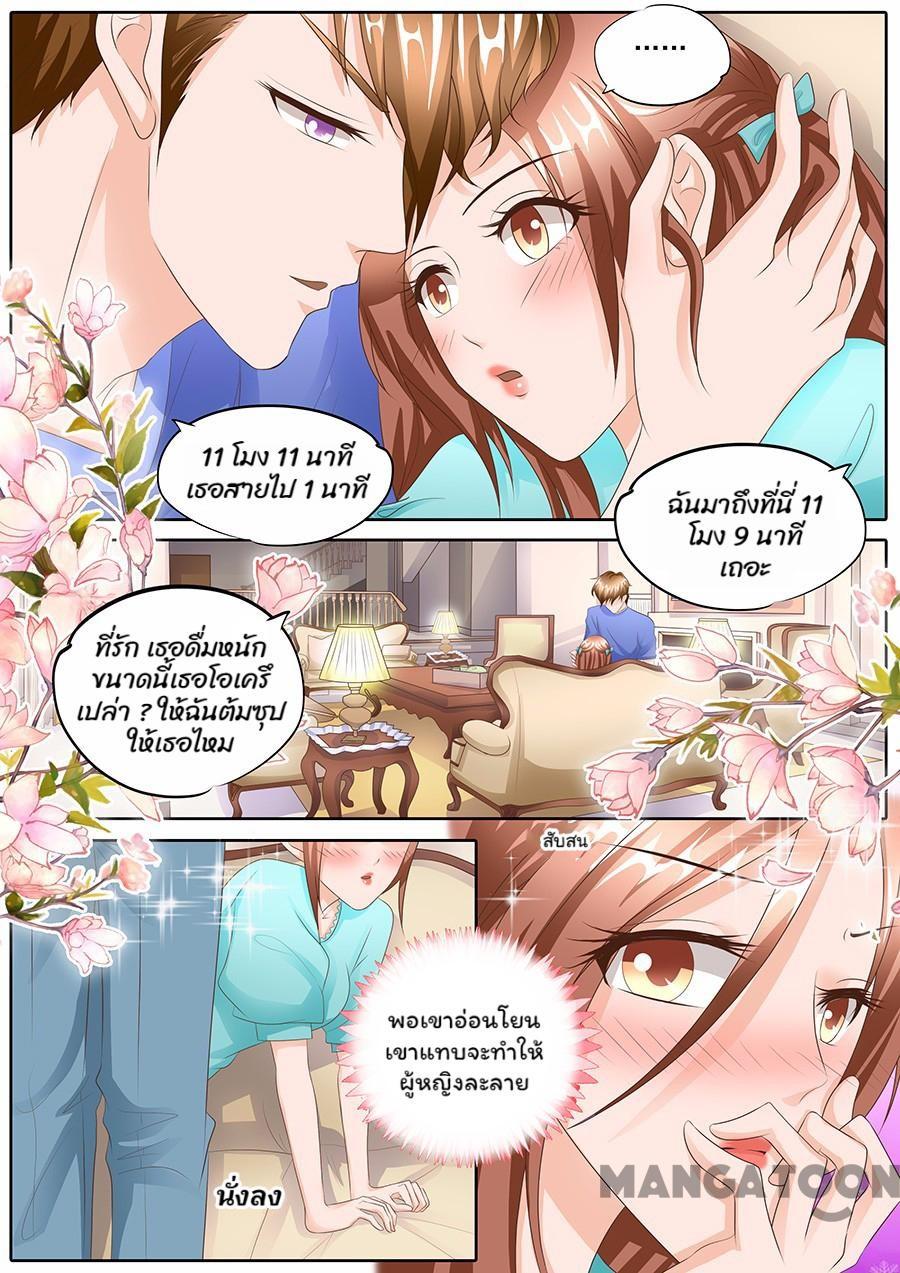 ......
11 โมง 11 นาที
เธอสายไป 1 นาที
ฉันมาถึงที่นี่ 11
โมง 9 นาที
เถอะ
ที่รัก เธอดื่มหนัก
ขนาดนี้เธอโอเครึ
เปล่า ? ให้ฉันต้มซุป
ให้เธอไหม
สับสน
พอเขาอ่อนโยน
เขาแทบจะทำให้
ผู้หญิงละลาย
นั่งลง
MANGATOON